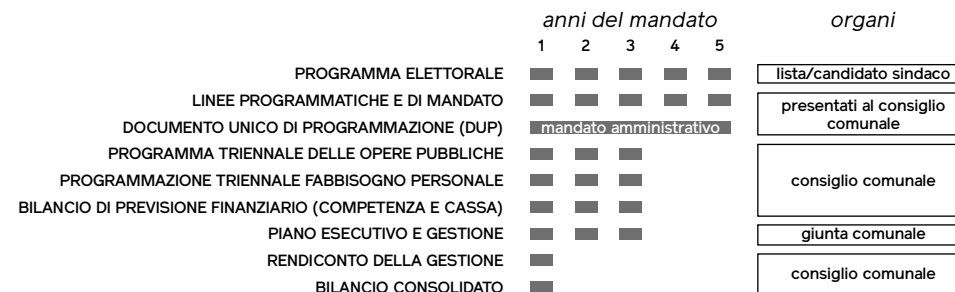 anni del mandato organi
1 2 3 4 5
PROGRAMMA ELETTORALE lista/candidato sindaco
LINEE PROGRAMMATICHE E DI MANDATO
presentati al consiglio
comunale
DOCUMENTO UNICO DI PROGRAMMAZIONE (DUP) mandato amministrativo
PROGRAMMA TRIENNALE DELLE OPERE PUBBLICHE
PROGRAMMAZIONE TRIENNALE FABBISOGNO PERSONALE consiglio comunale
BILANCIO DI PREVISIONE FINANZIARIO (COMPETENZA E CASSA)
PIANO ESECUTIVO E GESTIONE giunta comunale
RENDICONTO DELLA GESTIONE
consiglio comunale
BILANCIO CONSOLIDATO